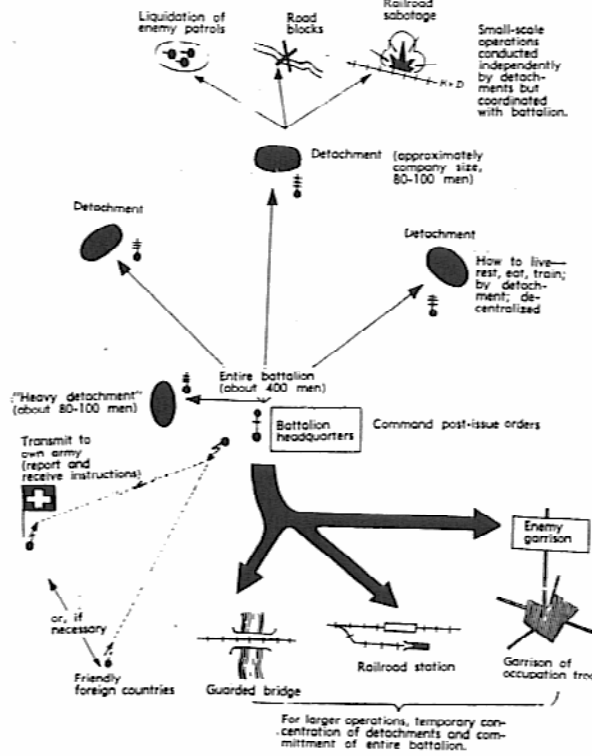 Liquidation of
enemy patrols
Road
blocks
Railroad
sabotage
K+D
Small-scale
operations
conducted
independently
by detach-
ments but
coordinated
with battalion.
Detachment (approximately
company size,
80-100 men)
Detachment
Detachment
How to live—
rest, eat, train;
by detach-
ment; de-
centralized
Entire battalion
(about 400 men)
"Heavy detachment"
(about 80-100 men)
Battalion
headquarters
Command post-issue orders
Transmit to
own army
(report and
receive instructions)
Enemy
garrison
or, if
necessary
Friendly
foreign countries
Guarded bridge
Railroad station
Garrison of
occupation
For larger operations, temporary con-
centration of detachments and com-
mittment of entire battalion.